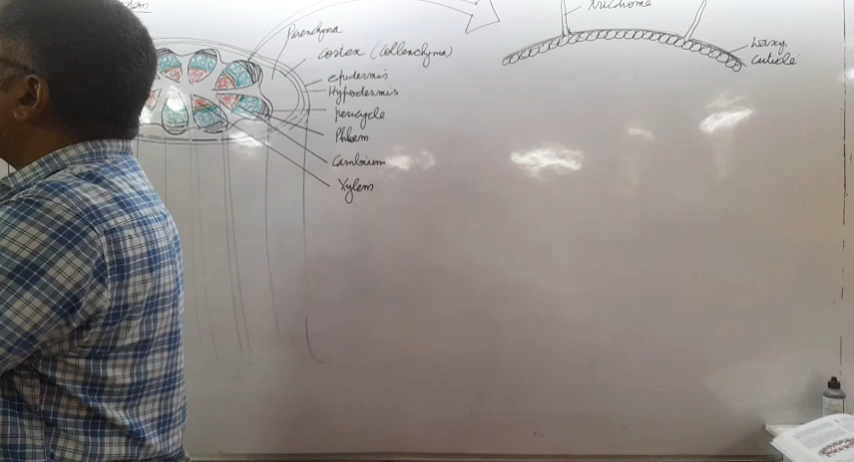 Trichome
Parenchyma
cortex (collenchyma)
epidermis
Hypodermis
pericycle
Phloem
Cambium
Xylem
Waxy
Cuticle